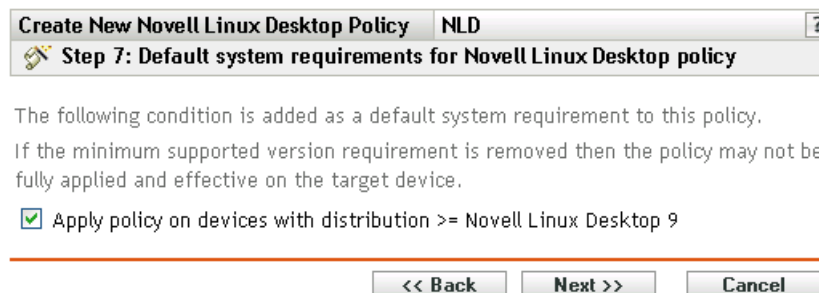 Create New Novell Linux Desktop Policy NLD ?
Step 7: Default system requirements for Novell Linux Desktop policy
The following condition is added as a default system requirement to this policy.
If the minimum supported version requirement is removed then the policy may not be
fully applied and effective on the target device.
Apply policy on devices with distribution >= Novell Linux Desktop 9
<< Back Next >> Cancel